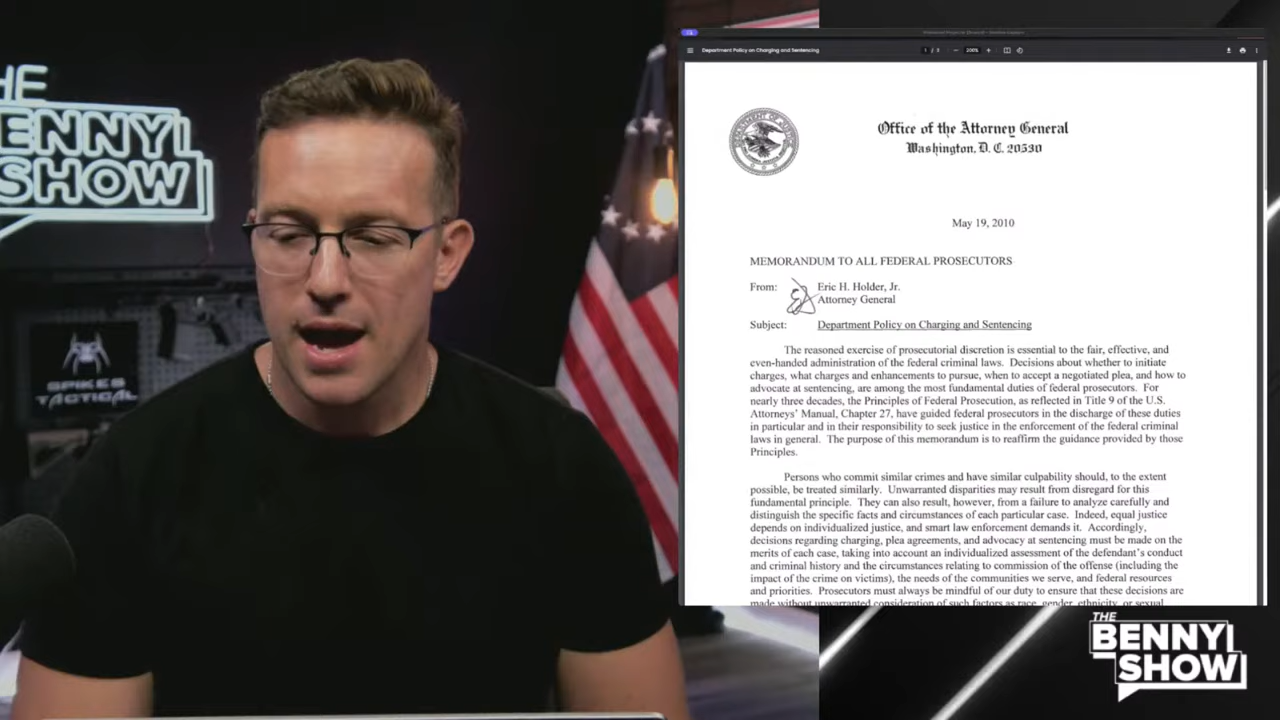 THE
BENNY
SHOW
SPIKES
TACTICAL
Department Policy on Charging and Sentencing
200%
Office of the Attorney General
Washington, D.C. 20530
May 19, 2010
MEMORANDUM TO ALL FEDERAL PROSECUTORS
From: Eric H. Holder, Jr.
Attorney General
Subject: Department Policy on Charging and Sentencing
The reasoned exercise of prosecutorial discretion is essential to the fair, effective, and
even-handed administration of the federal criminal laws. Decisions about whether to initiate
charges, what charges and enhancements to pursue, when to accept a negotiated plea, and how to
advocate at sentencing, are among the most fundamental duties of federal prosecutors. For
nearly three decades, the Principles of Federal Prosecution, as reflected in Title 9 of the U.S.
Attorneys' Manual, Chapter 27, have guided federal prosecutors in the discharge of these duties
in particular and in their responsibility to seek justice in the enforcement of the federal criminal
laws in general. The purpose of this memorandum is to reaffirm the guidance provided by those
Principles.
Persons who commit similar crimes and have similar culpability should, to the extent
possible, be treated similarly. Unwarranted disparities may result from disregard for this
fundamental principle. They can also result, however, from a failure to analyze carefully and
distinguish the specific facts and circumstances of each particular case. Indeed, equal justice
depends on individualized justice, and smart law enforcement demands it. Accordingly,
decisions regarding charging, plea agreements, and advocacy at sentencing must be made on the
merits of each case, taking into account an individualized assessment of the defendant's conduct
and criminal history and the circumstances relating to commission of the offense (including the
impact of the crime on victims), the needs of the communities we serve, and federal resources
and priorities. Prosecutors must always be mindful of our duty to ensure that these decisions are
made without unwarranted consideration of such factors as race, gender, ethnicity, or sexual
THE
BENNY
SHOW